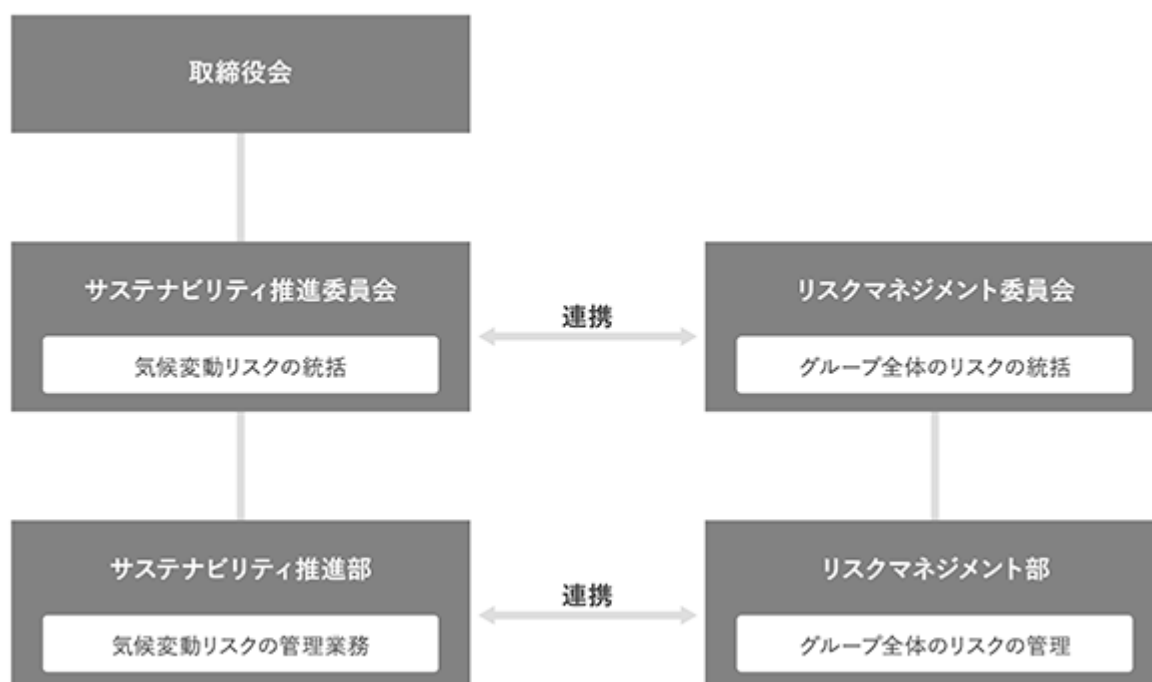 取締役会
サステナビリティ推進委員会
気候変動リスクの統括
連携
リスクマネジメント委員会
グループ全体のリスクの統括
サステナビリティ推進部
気候変動リスクの管理業務
連携
リスクマネジメント部
グループ全体のリスクの管理